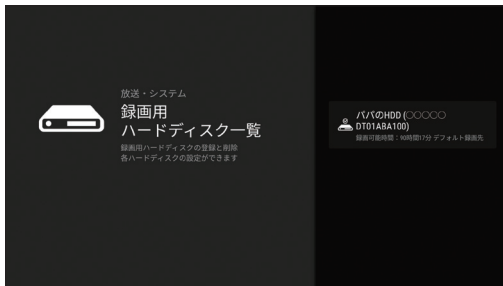 放送・システム
録画用
ハードディスク一覧
録画用ハードディスクの登録と削除
各ハードディスクの設定ができます
パパのHDD (○○○○○
DT01ABA100)
録画可能時間：90時間17分 デフォルト録画先